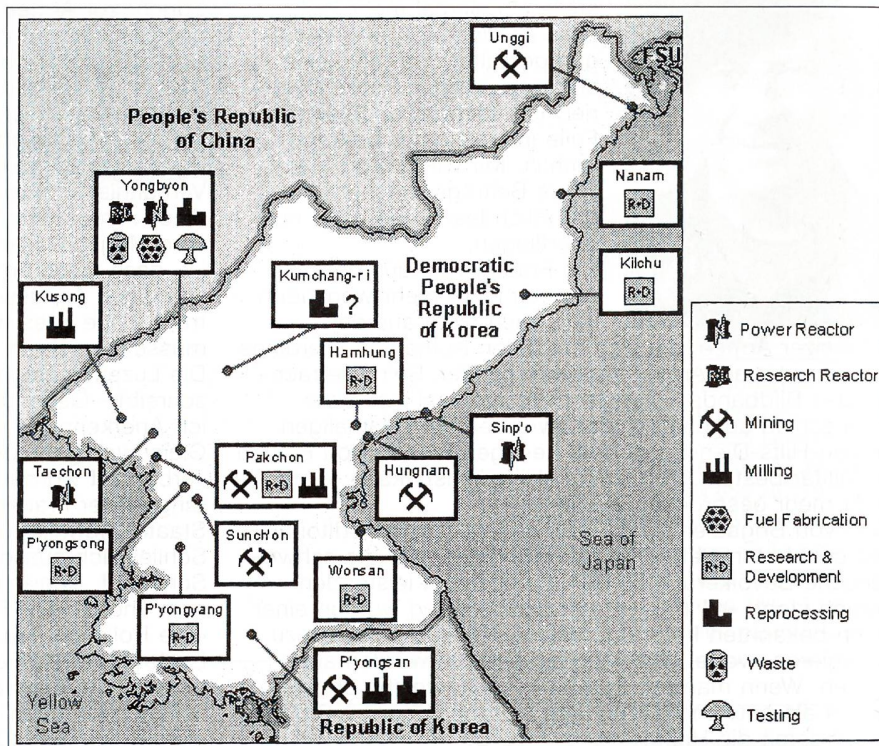 Unggi
FSU
People's Republic
of China
Yongbyon
Nanam
R+D
Kilchu
R+D
Democratic
People's
Republic
of Korea
Kumchang-ri
?
Kusong
Hamhung
R+D
Sinp'o
Taechon
Pakchon
R+D
Hungnam
Sunch'on
P'yongsong
R+D
Wonsan
R+D
Sea of
Japan
P'yongyang
R+D
P'yongsan
Yellow
Sea
Republic of Korea
Power Reactor
Research Reactor
Mining
Milling
Fuel Fabrication
R+D
Research &
Development
Reprocessing
Waste
Testing